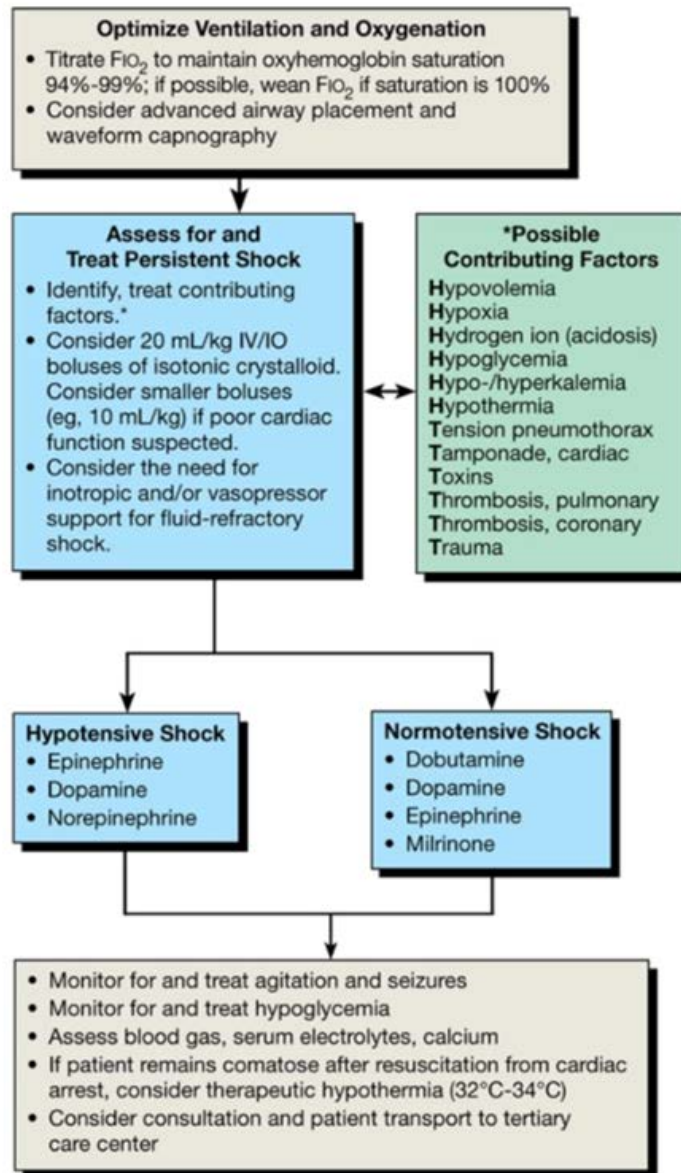 Optimize Ventilation and Oxygenation
• Titrate FIO2 to maintain oxyhemoglobin saturation
94%-99%; if possible, wean FIO2 if saturation is 100%
• Consider advanced airway placement and
waveform capnography
Assess for and
Treat Persistent Shock
• Identify, treat contributing
factors.*
• Consider 20 mL/kg IV/IO
boluses of isotonic crystalloid.
Consider smaller boluses
(eg, 10 mL/kg) if poor cardiac
function suspected.
• Consider the need for
inotropic and/or vasopressor
support for fluid-refractory
shock.
*Possible
Contributing Factors
Hypovolemia
Hypoxia
Hydrogen ion (acidosis)
Hypoglycemia
Hypo-/hyperkalemia
Hypothermia
Tension pneumothorax
Tamponade, cardiac
Toxins
Thrombosis, pulmonary
Thrombosis, coronary
Trauma
Hypotensive Shock
• Epinephrine
• Dopamine
• Norepinephrine
Normotensive Shock
• Dobutamine
• Dopamine
• Epinephrine
• Milrinone
• Monitor for and treat agitation and seizures
• Monitor for and treat hypoglycemia
• Assess blood gas, serum electrolytes, calcium
• If patient remains comatose after resuscitation from cardiac
arrest, consider therapeutic hypothermia (32°C-34°C)
• Consider consultation and patient transport to tertiary
care center